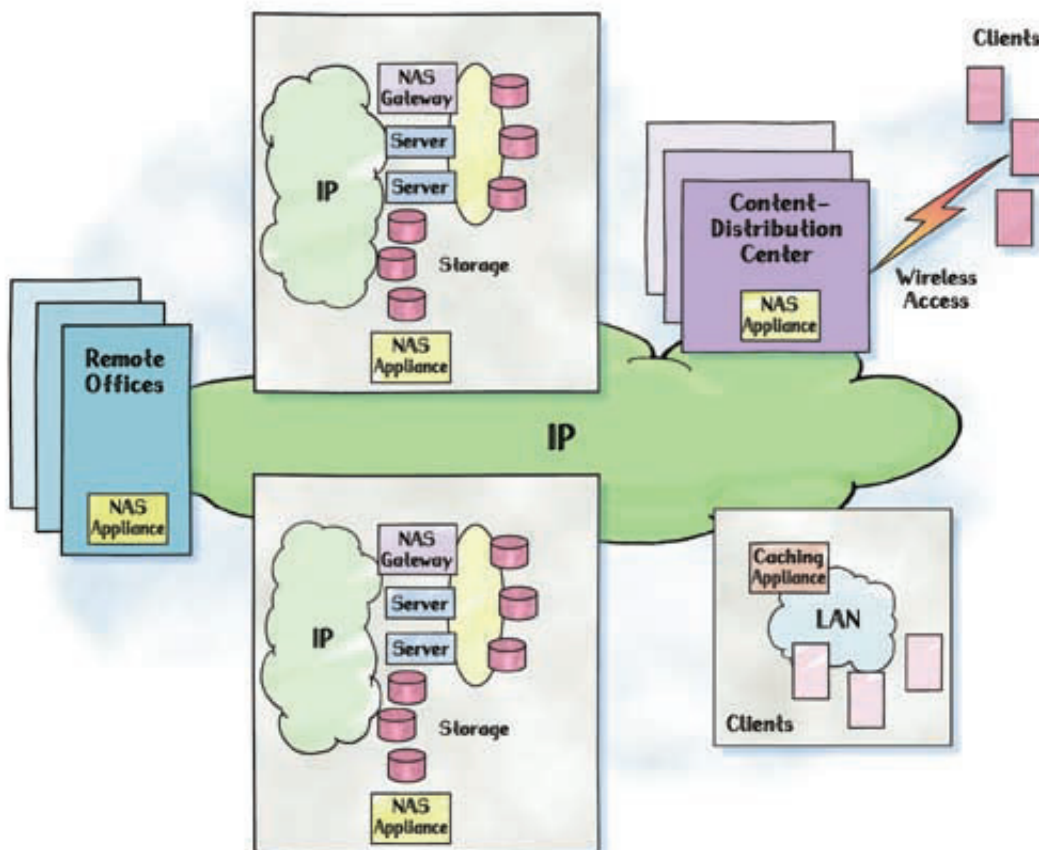 Clients
NAS
Gateway
Server
IP
Server
Storage
NAS
Appliance
Content-
Distribution
Center
NAS
Appliance
Wireless
Access
Remote
Offices
NAS
Appliance
IP
NAS
Gateway
Server
IP
Server
Storage
NAS
Appliance
Caching
Appliance
LAN
Clients